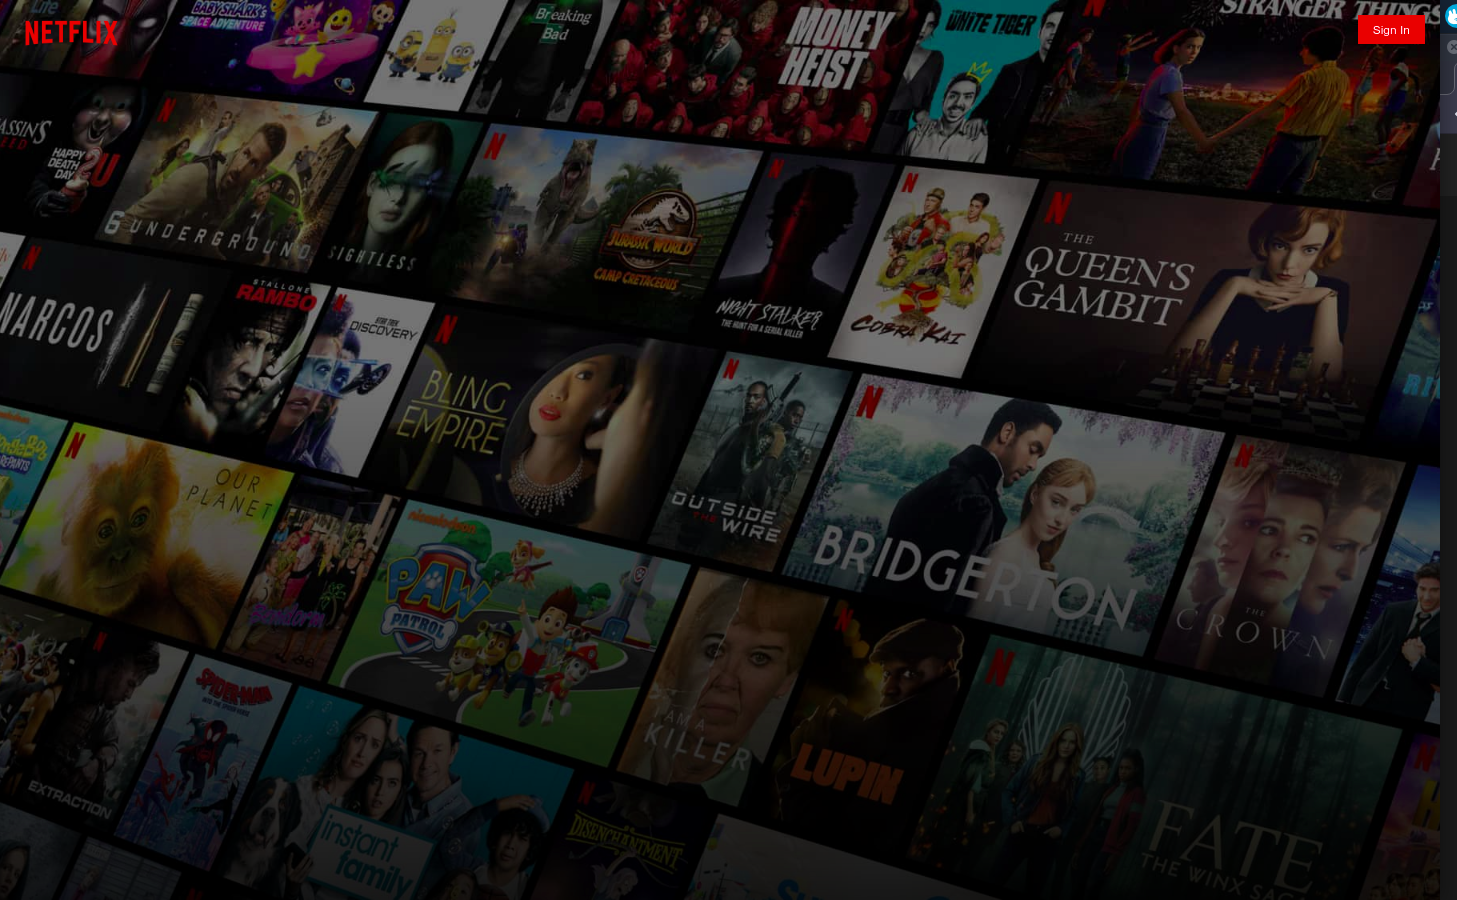 NETFLIX
Sign In
Life
BABY SHARK'S
SPACE ADVENTURE
Breaking
Bad
MONEY
HEIST
THE WHITE TIGER
STRANGER THINGS
HAPPY
DEATH
DAY
2U
6 UNDERGROUND
SIGHTLESS
JURASSIC WORLD
CAMP CRETACEOUS
NIGHT STALKER
THE HUNT FOR A SERIAL KILLER
COBRA KAI
THE
QUEEN'S
GAMBIT
NARCOS
STALLONE
RAMBO
STAR TREK
DISCOVERY
BLING
EMPIRE
OUTSIDE
THE WIRE
BRIDGERTON
THE
CROWN
nickelodeon
OUR
PLANET
nickelodeon
PAW
PATROL
I AM A
KILLER
LUPIN
FATE
THE WINX SAGA
EXTRACTION
SPIDER-MAN
INTO THE SPIDER-VERSE
instant
family
DISENCHANTMENT